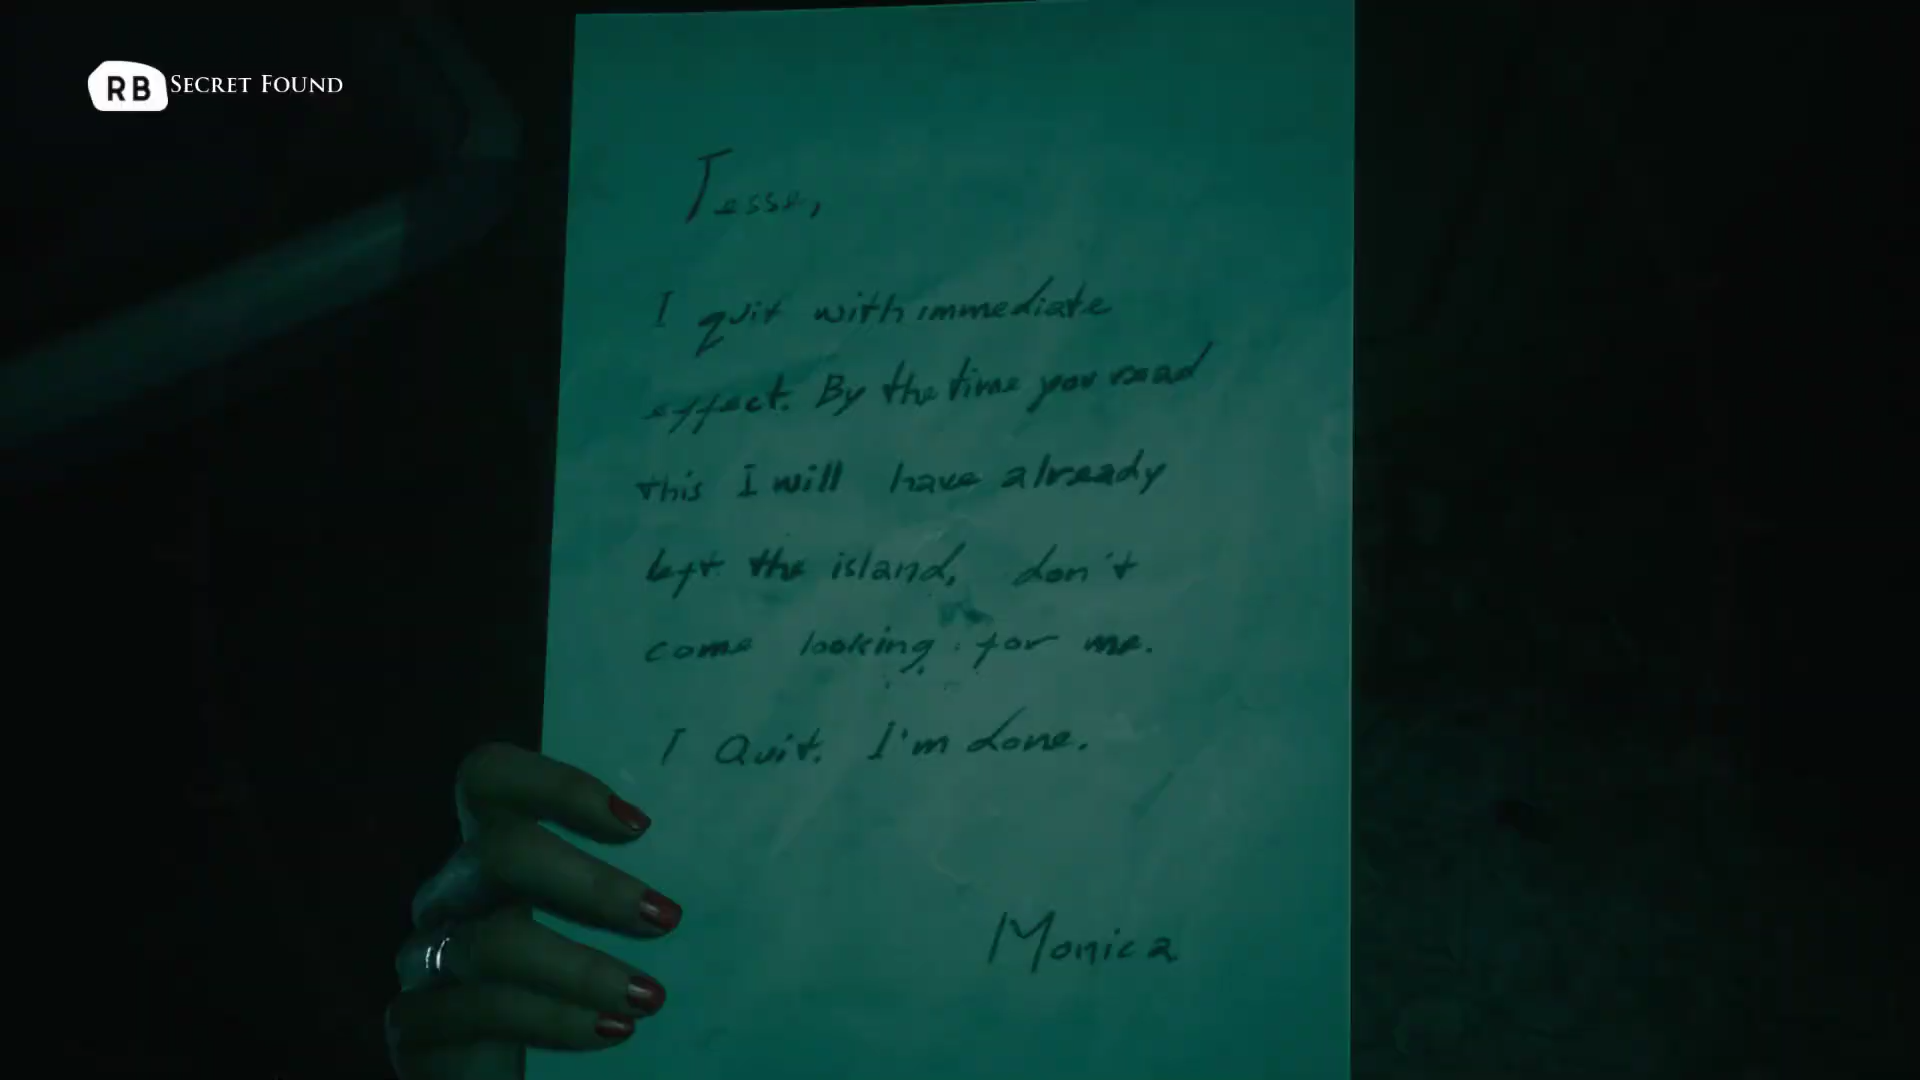 RB Secret Found
Jesse,
I quit with immediate
effect. By the time you read
this I will have already
left the island, don't
come looking for me.
I Quit. I'm done.
Monica